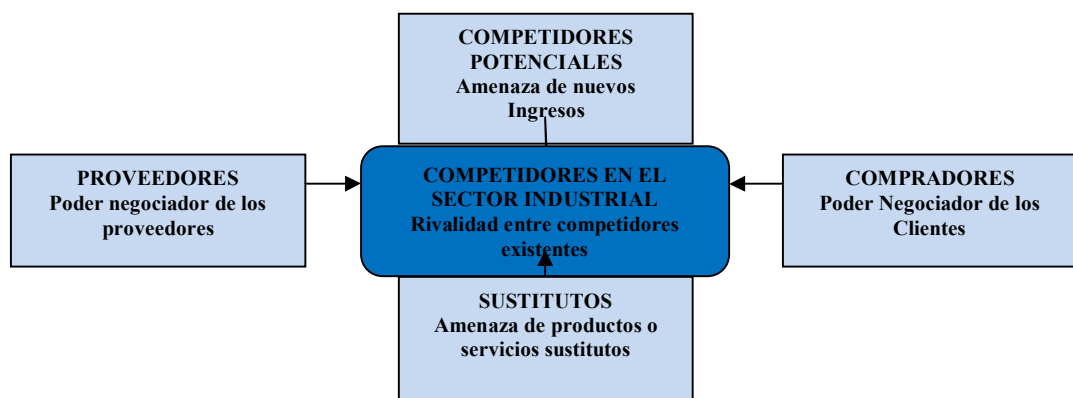 COMPETIDORES
POTENCIALES
Amenaza de nuevos
Ingresos
PROVEEDORES
Poder negociador de los
proveedores
COMPETIDORES EN EL
SECTOR INDUSTRIAL
Rivalidad entre competidores
existentes
COMPRADORES
Poder Negociador de los
Clientes
SUSTITUTOS
Amenaza de productos o
servicios sustitutos